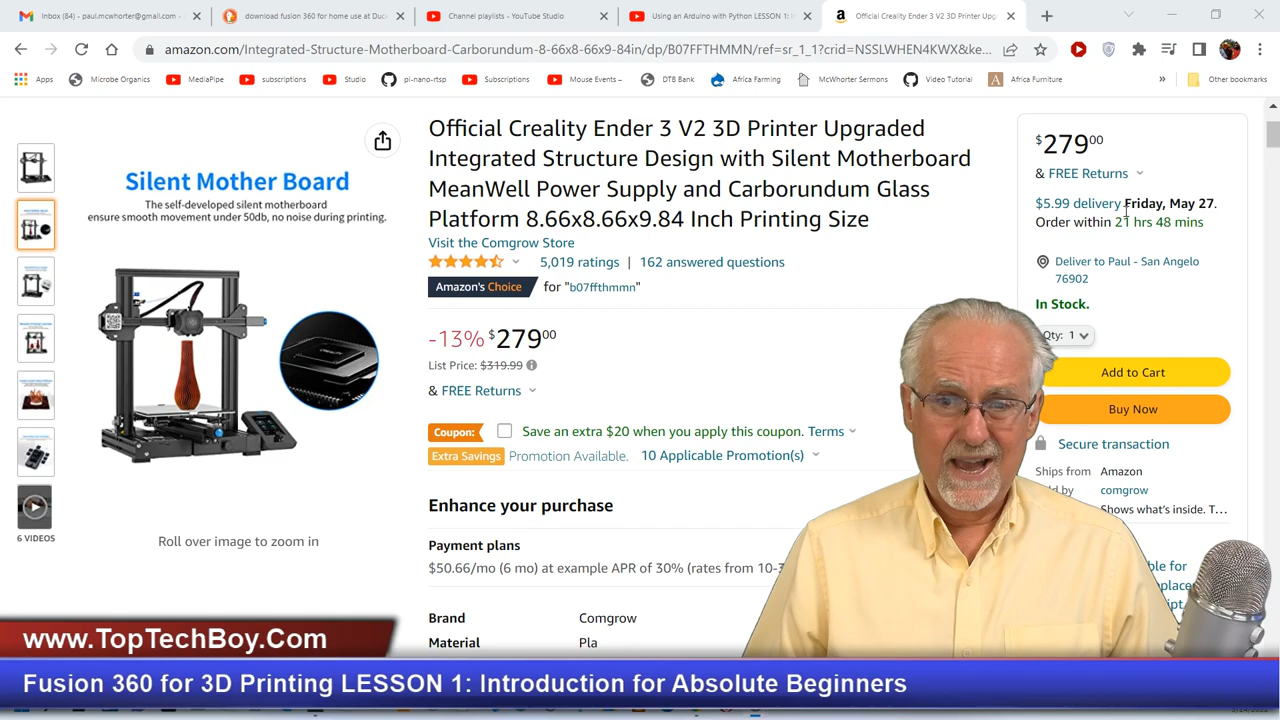 Inbox (84) - paul.mcwhorter@gmail.com -
download fusion 360 for home use at Duc
Channel playlists - YouTube Studio
Using an Arduino with Python LESSON 1: I
Official Creality Ender 3 V2 3D Printer Upg
amazon.com/Integrated-Structure-Motherboard-Carborundum-8-66x8-66x9-84in/dp/B07FFTHMMN/ref=sr_1_1?crid=NSSLWHEN4KWX&ke...
Apps
Microbe Organics
MediaPipe
subscriptions
Studio
pi-nano-rtsp
Subscriptions
Mouse Events –
DTB Bank
Africa Farming
McWhorter Sermons
Video Tutorial
Africa Furniture
»
Other bookmarks
Silent Mother Board
The self-developed silent motherboard
ensure smooth movement under 50db, no noise during printing.
6 VIDEOS
Roll over image to zoom in
Official Creality Ender 3 V2 3D Printer Upgraded
Integrated Structure Design with Silent Motherboard
MeanWell Power Supply and Carborundum Glass
Platform 8.66x8.66x9.84 Inch Printing Size
Visit the Comgrow Store
5,019 ratings | 162 answered questions
Amazon's Choice for "b07ffthmmn"
-13% $279.00
List Price: $319.99
& FREE Returns
Coupon: Save an extra $20 when you apply this coupon. Terms
Extra Savings Promotion Available. 10 Applicable Promotion(s)
Enhance your purchase
Payment plans
$50.66/mo (6 mo) at example APR of 30% (rates from 10-3
Brand Comgrow
Material Pla
$279.00
& FREE Returns
$5.99 delivery Friday, May 27.
Order within 21 hrs 48 mins
Deliver to Paul - San Angelo
76902
In Stock.
Qty: 1
Add to Cart
Buy Now
Secure transaction
Ships from Amazon
comgrow
Shows what's inside. T...
www.TopTechBoy.Com
Fusion 360 for 3D Printing LESSON 1: Introduction for Absolute Beginners